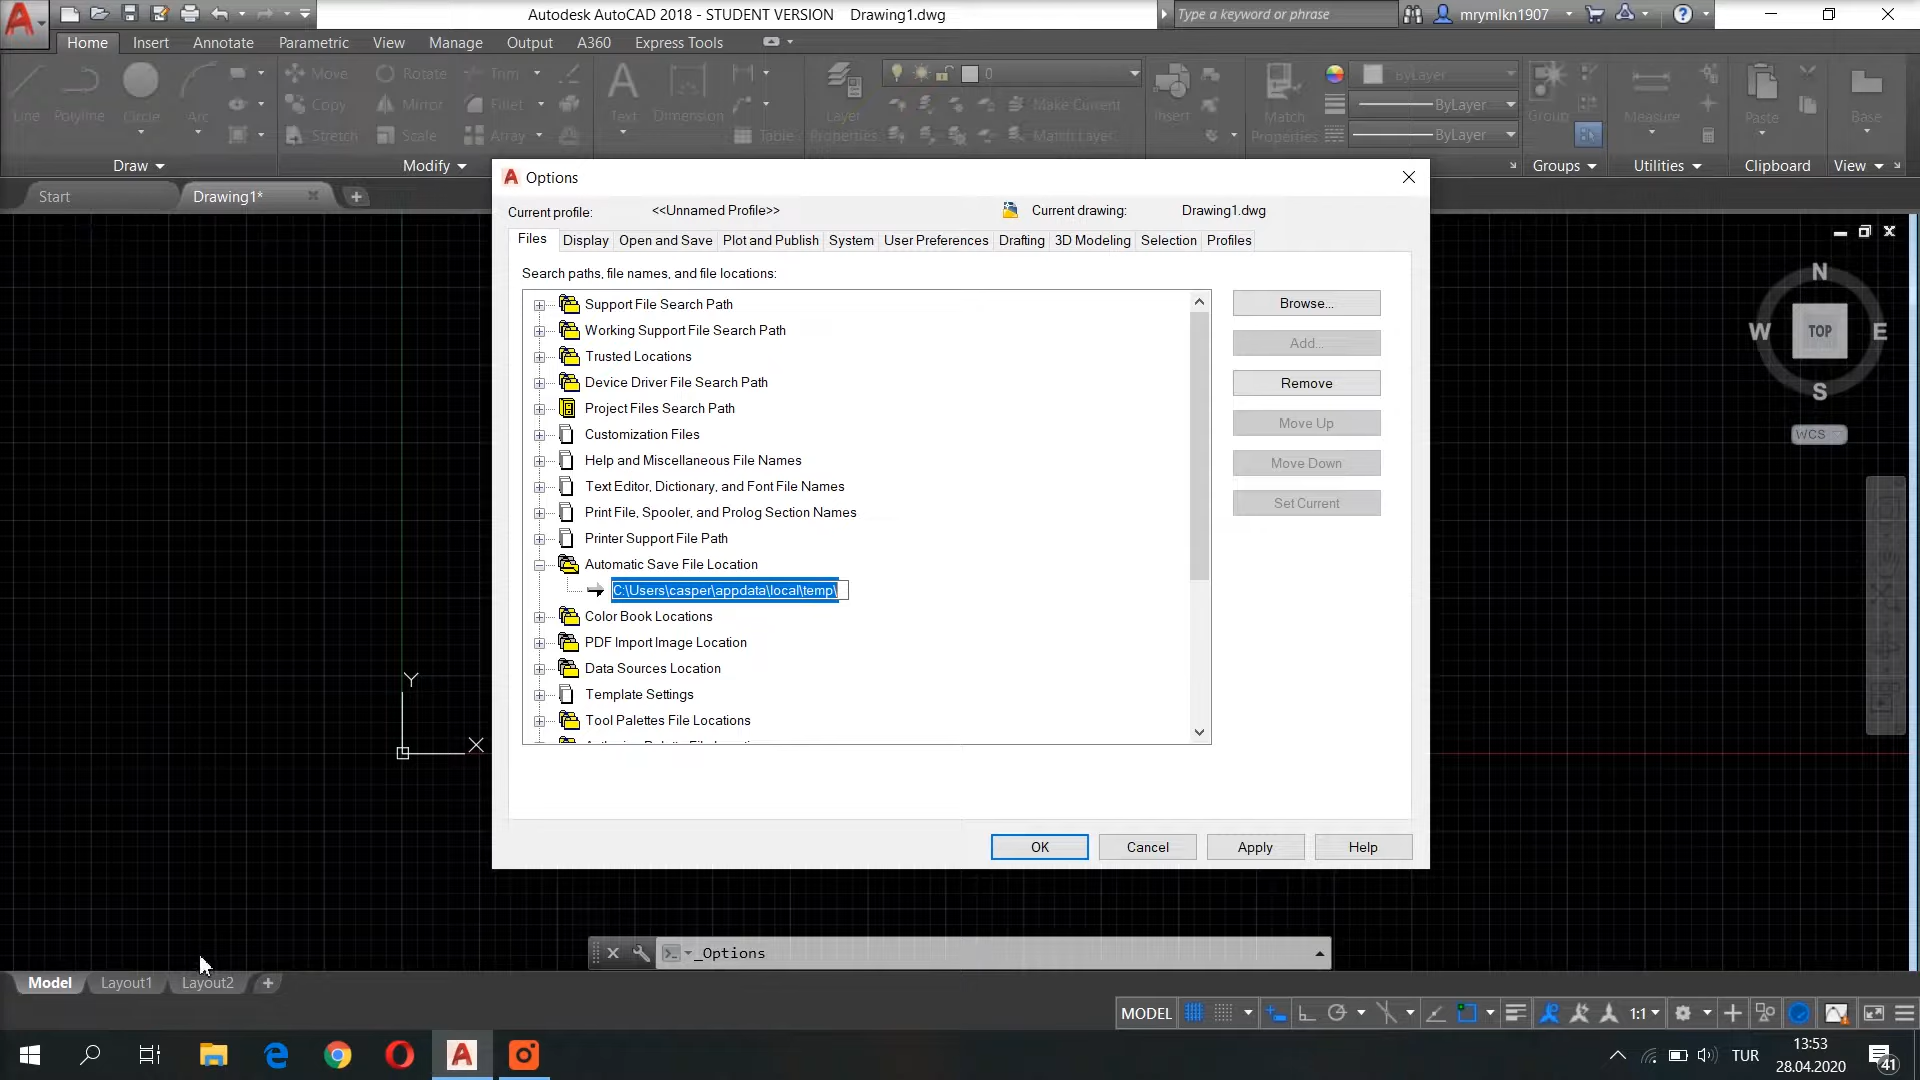 Autodesk AutoCAD 2018 - STUDENT VERSION Drawing1.dwg
Type a keyword or phrase
mrymlkn1907
Home Insert Annotate Parametric View Manage Output A360 Express Tools
Line Polyline Circle Arc
Move Rotate Trim
Copy Mirror Fillet
Stretch Scale Array
Text Dimension Table
Layer Properties
0
Make Current
Match Layer
Insert
Match Properties
ByLayer
ByLayer
ByLayer
Group Measure Paste Base
Draw Modify Groups Utilities Clipboard View
Start Drawing1*
Options
Current profile: <<Unnamed Profile>> Current drawing: Drawing1.dwg
Files Display Open and Save Plot and Publish System User Preferences Drafting 3D Modeling Selection Profiles
Search paths, file names, and file locations:
Support File Search Path
Working Support File Search Path
Trusted Locations
Device Driver File Search Path
Project Files Search Path
Customization Files
Help and Miscellaneous File Names
Text Editor, Dictionary, and Font File Names
Print File, Spooler, and Prolog Section Names
Printer Support File Path
Automatic Save File Location
C:\Users\casper\appdata\local\temp\
Color Book Locations
PDF Import Image Location
Data Sources Location
Template Settings
Tool Palettes File Locations
Browse...
Add...
Remove
Move Up
Move Down
Set Current
OK Cancel Apply Help
N
W TOP E
S
WCS
Y
X
_Options
Model Layout1 Layout2
MODEL 1:1
TUR
13:53
28.04.2020
41